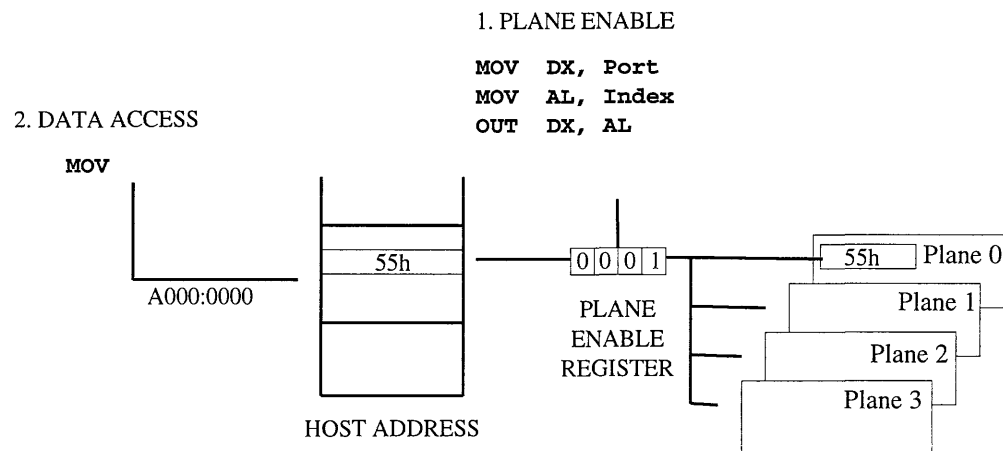 1. PLANE ENABLE
MOV DX, Port
MOV AL, Index
OUT DX, AL
2. DATA ACCESS
MOV
A000:0000
55h
HOST ADDRESS
0 0 0 1
PLANE
ENABLE
REGISTER
55h
Plane 0
Plane 1
Plane 2
Plane 3